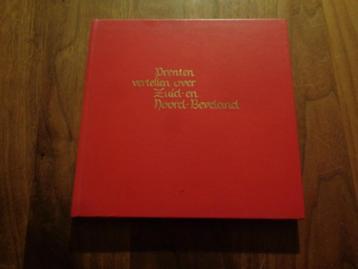 Prenten
vertellen over
Zuid-en
Noord-Beveland